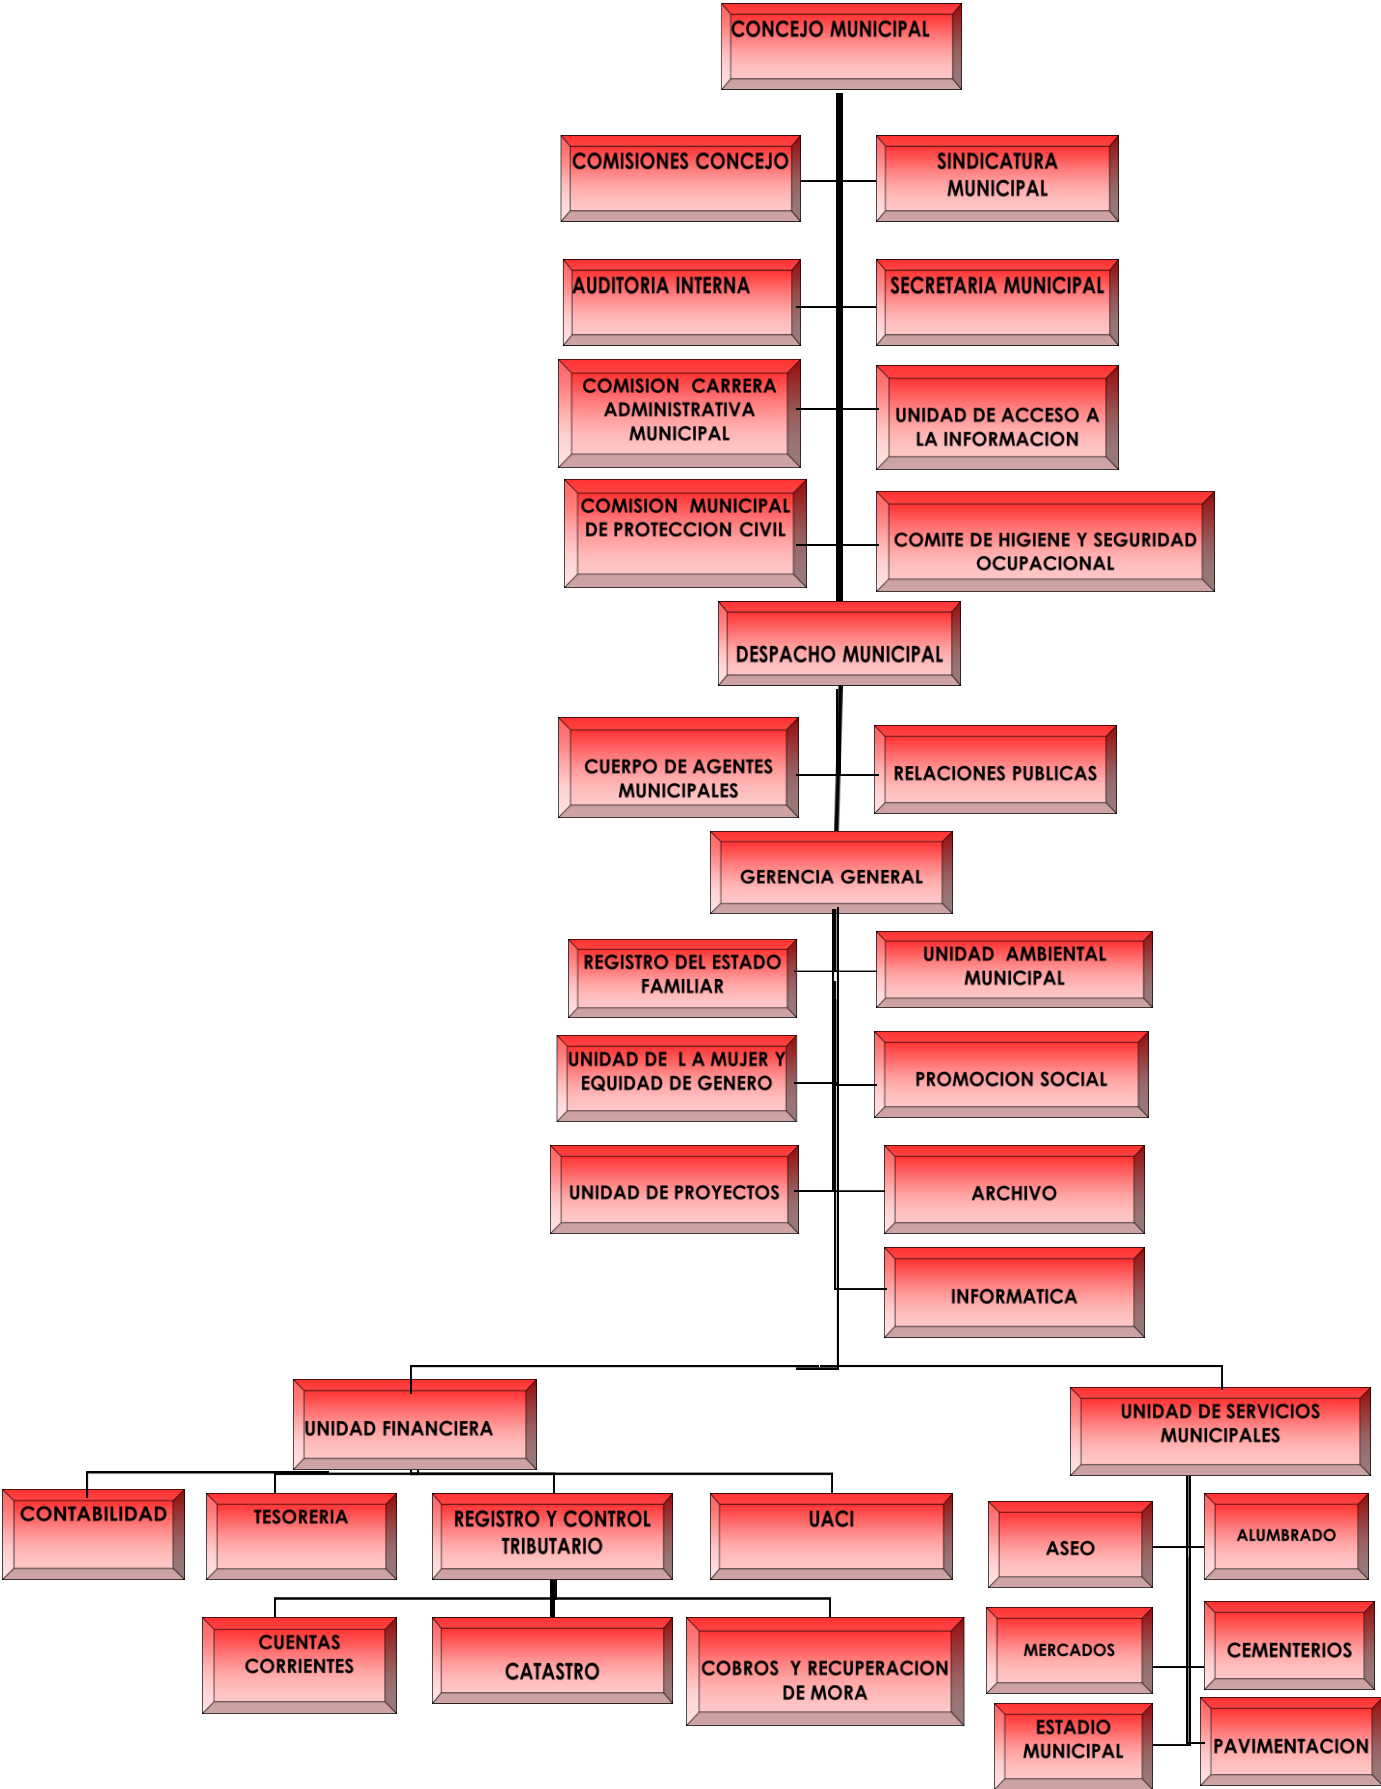 CONCEJO MUNICIPAL
COMISIONES CONCEJO
SINDICATURA
MUNICIPAL
AUDITORIA INTERNA
SECRETARIA MUNICIPAL
COMISION CARRERA
ADMINISTRATIVA
MUNICIPAL
UNIDAD DE ACCESO A
LA INFORMACION
COMISION MUNICIPAL
DE PROTECCION CIVIL
COMITE DE HIGIENE Y SEGURIDAD
OCUPACIONAL
DESPACHO MUNICIPAL
CUERPO DE AGENTES
MUNICIPALES
RELACIONES PUBLICAS
GERENCIA GENERAL
REGISTRO DEL ESTADO
FAMILIAR
UNIDAD AMBIENTAL
MUNICIPAL
UNIDAD DE L A MUJER Y
EQUIDAD DE GENERO
PROMOCION SOCIAL
UNIDAD DE PROYECTOS
ARCHIVO
INFORMATICA
UNIDAD FINANCIERA
UNIDAD DE SERVICIOS
MUNICIPALES
CONTABILIDAD
TESORERIA
REGISTRO Y CONTROL
TRIBUTARIO
UACI
ASEO
ALUMBRADO
CUENTAS
CORRIENTES
CATASTRO
COBROS Y RECUPERACION
DE MORA
MERCADOS
CEMENTERIOS
ESTADIO
MUNICIPAL
PAVIMENTACION